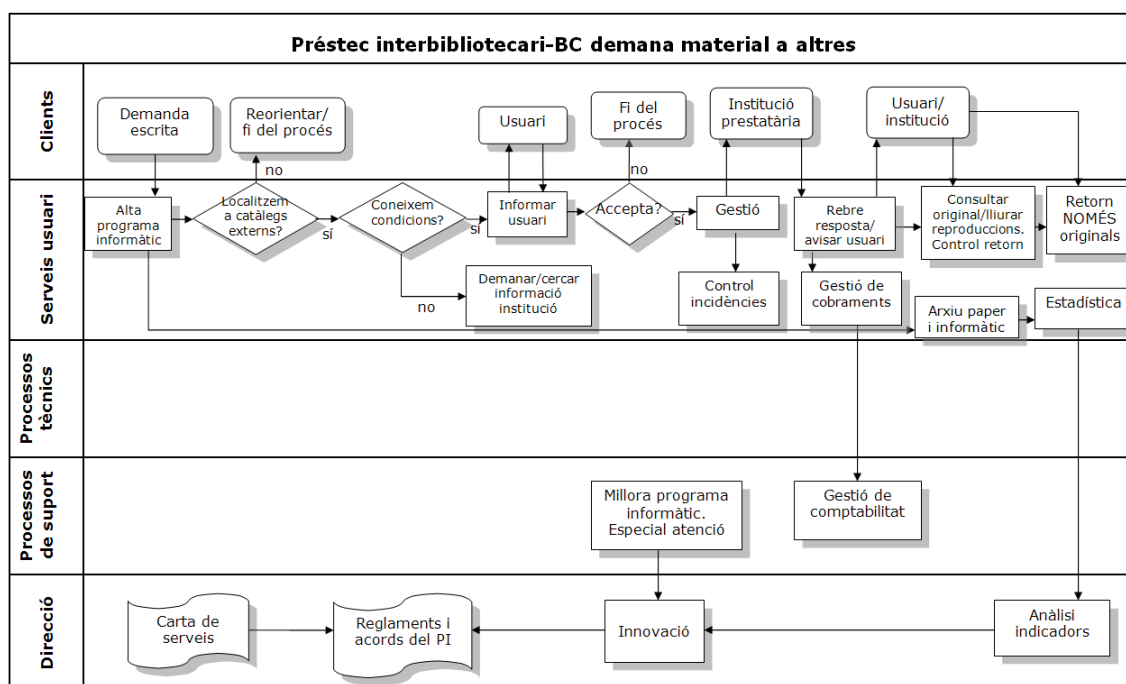 Préstec interbibliotecari-BC demana material a altres
Clients
Demanda
escrita
Reorientar/
fi del procés
Usuari
Fi del
procés
Institució
prestatària
Usuari/
institució
no
no
Serveis usuari
Alta
programa
informàtic
Localitzem
a catàlegs
externs?
sí
Coneixem
condicions?
sí
Informar
usuari
Accepta?
sí
Gestió
Rebre
resposta/
avisar usuari
Consultar
original/lliurar
reproduccions.
Control retorn
Retorn
NOMÉS
originals
no
Demanar/cercar
informació
institució
Control
incidències
Gestió de
cobraments
Arxiu paper
i informàtic
Estadística
Processos
tècnics
Processos
de suport
Millora programa
informàtic.
Especial atenció
Gestió de
comptabilitat
Direcció
Carta de
serveis
Reglaments i
acords del PI
Innovació
Anàlisi
indicadors